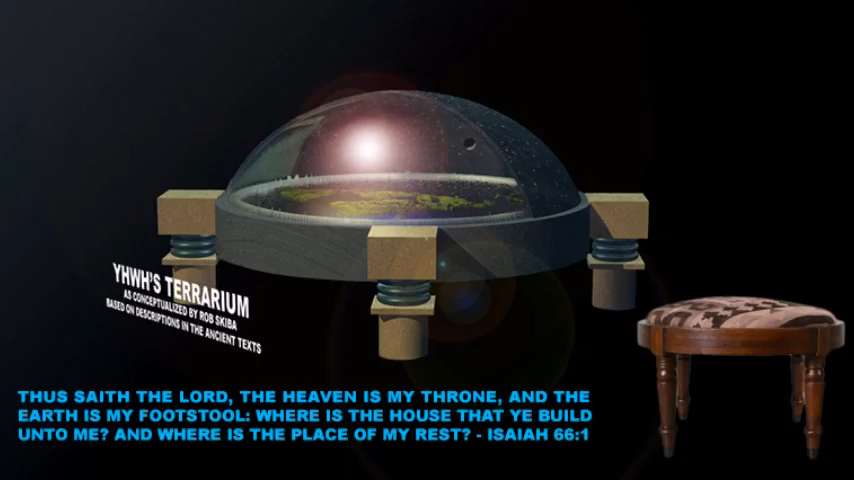 YHWH'S TERRARIUM
AS CONCEPTUALIZED BY ROB SKIBA
BASED ON DESCRIPTIONS IN THE ANCIENT TEXTS
THUS SAITH THE LORD, THE HEAVEN IS MY THRONE, AND THE
EARTH IS MY FOOTSTOOL: WHERE IS THE HOUSE THAT YE BUILD
UNTO ME? AND WHERE IS THE PLACE OF MY REST? - ISAIAH 66:1